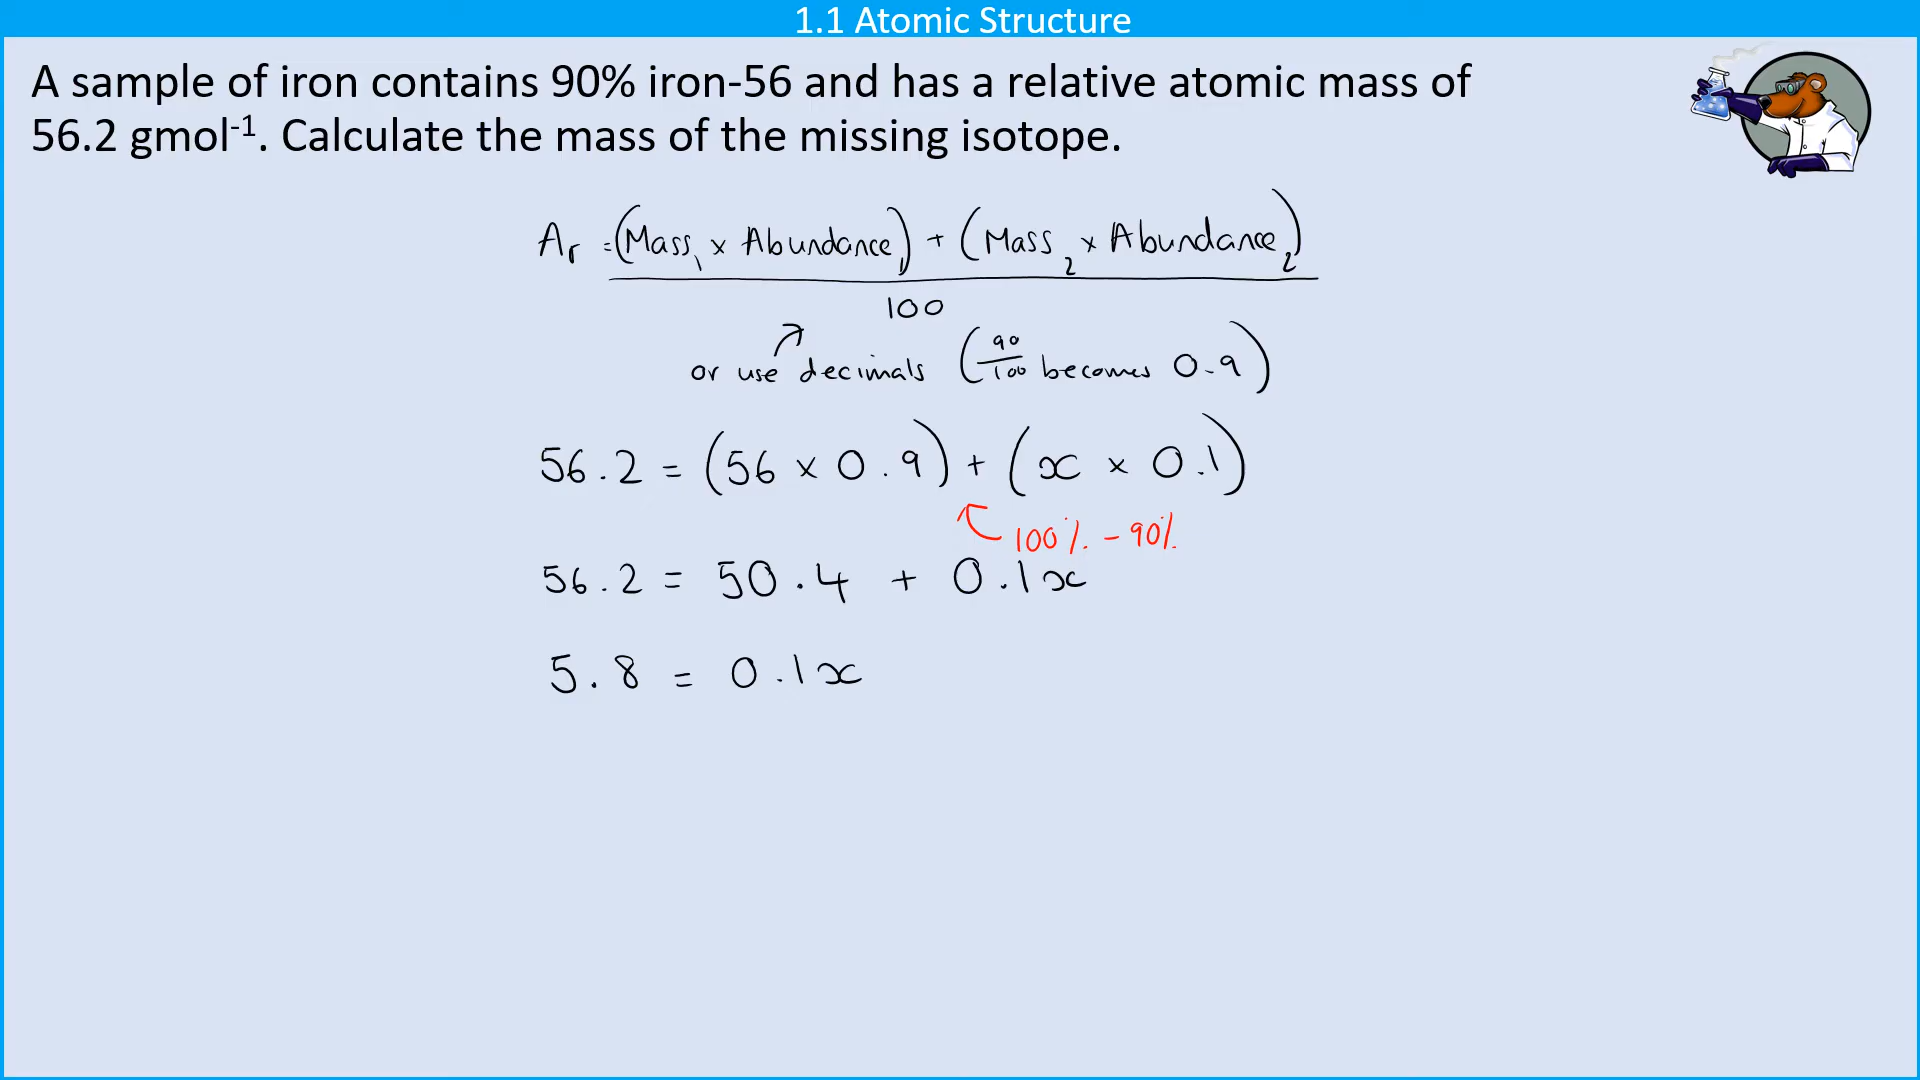 1.1 Atomic Structure
A sample of iron contains 90% iron-56 and has a relative atomic mass of
56.2 gmol⁻¹. Calculate the mass of the missing isotope.
Aᵣ = (Mass₁ × Abundance₁) + (Mass₂ × Abundance₂)
100
or use decimals (90/100 becomes 0.9)
56.2 = (56 × 0.9) + (x × 0.1)
100% - 90%
56.2 = 50.4 + 0.1x
5.8 = 0.1x